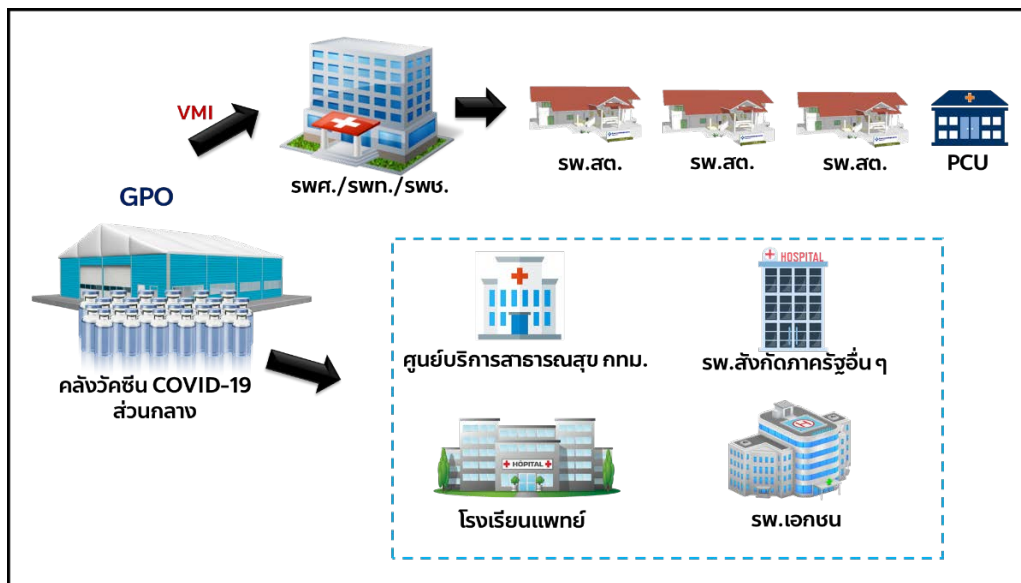 VMI
รพศ./รพท./รพช.
รพ.สต.
รพ.สต.
รพ.สต.
PCU
GPO
คลังวัคซีน COVID-19
ส่วนกลาง
ศูนย์บริการสาธารณสุข กทม.
HOSPITAL
รพ.สังกัดภาครัฐอื่น ๆ
HÔPITAL
โรงเรียนแพทย์
H
รพ.เอกชน